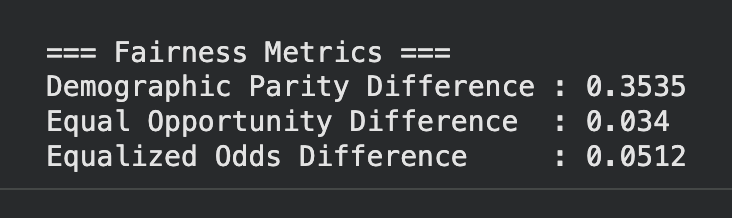 === Fairness Metrics ===
Demographic Parity Difference : 0.3535
Equal Opportunity Difference  : 0.034
Equalized Odds Difference     : 0.0512